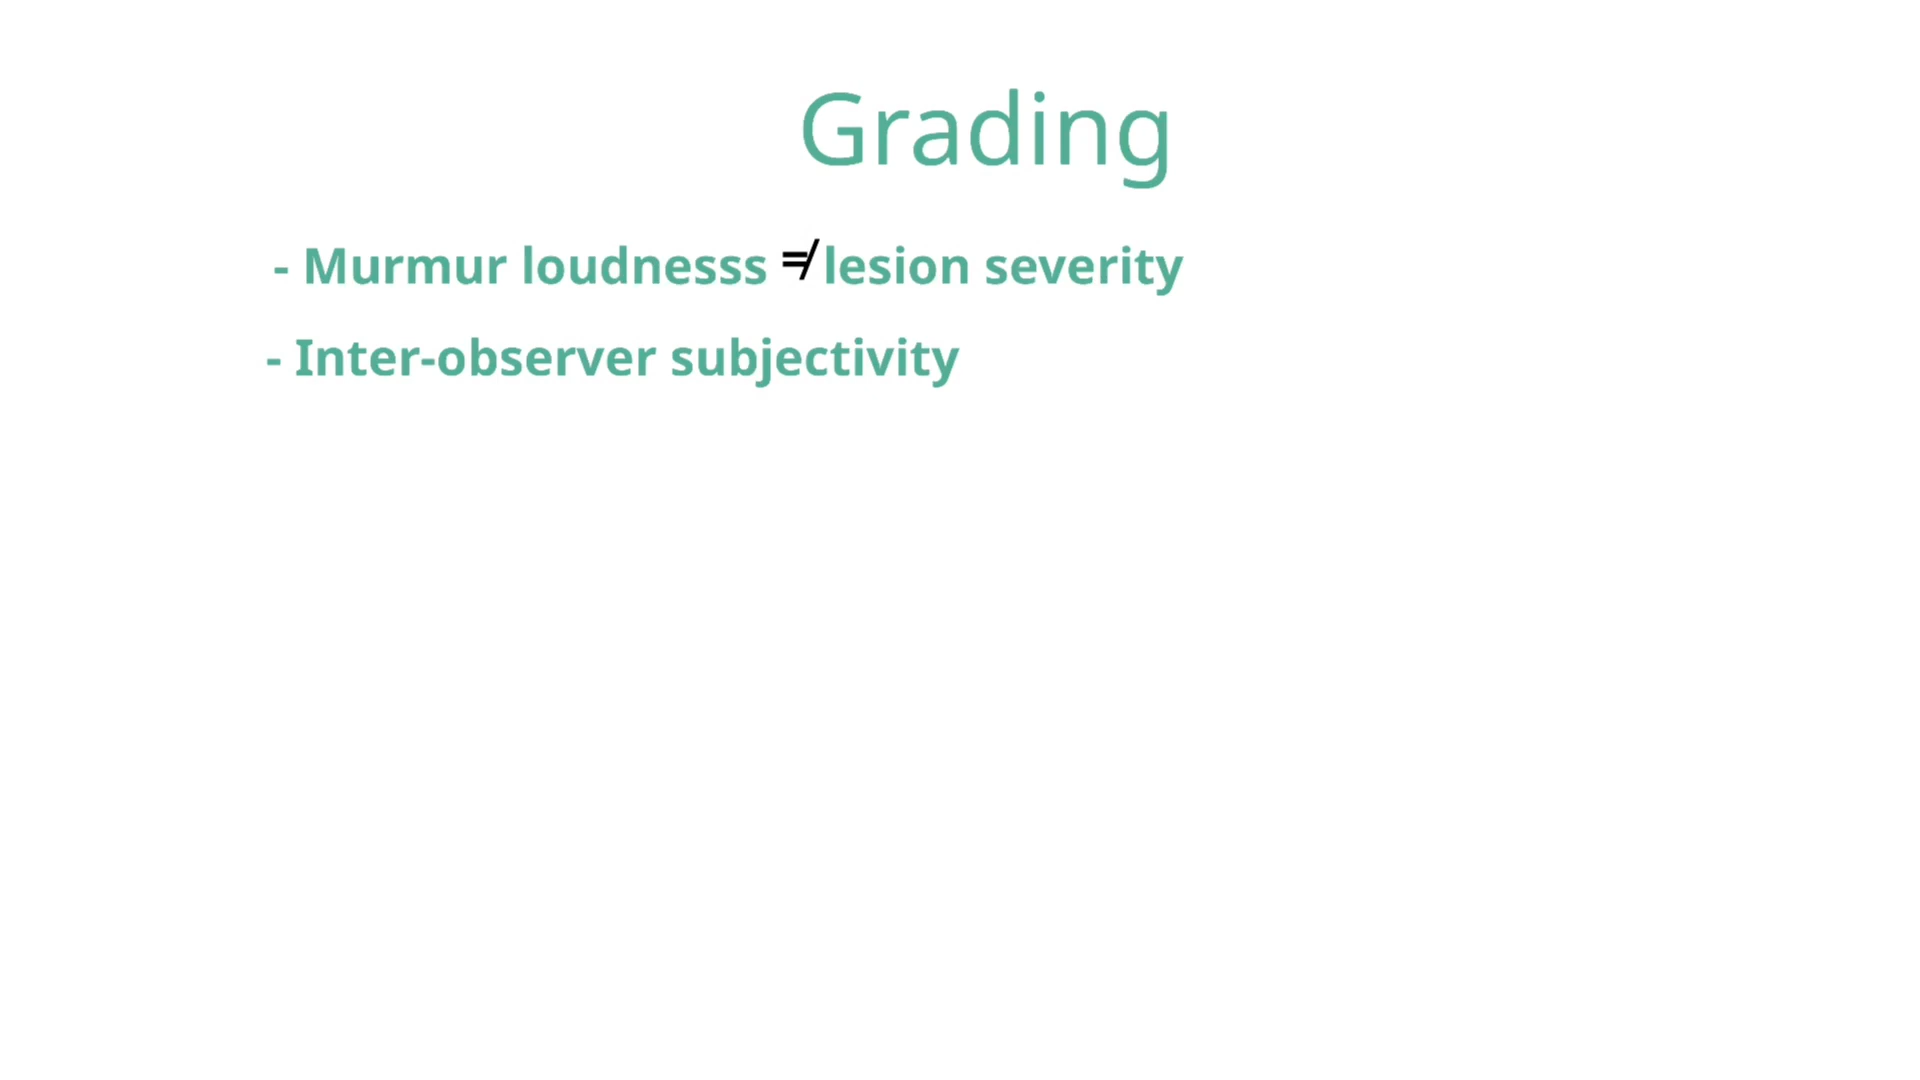 Grading
- Murmur loudnesss ≠ lesion severity
- Inter-observer subjectivity